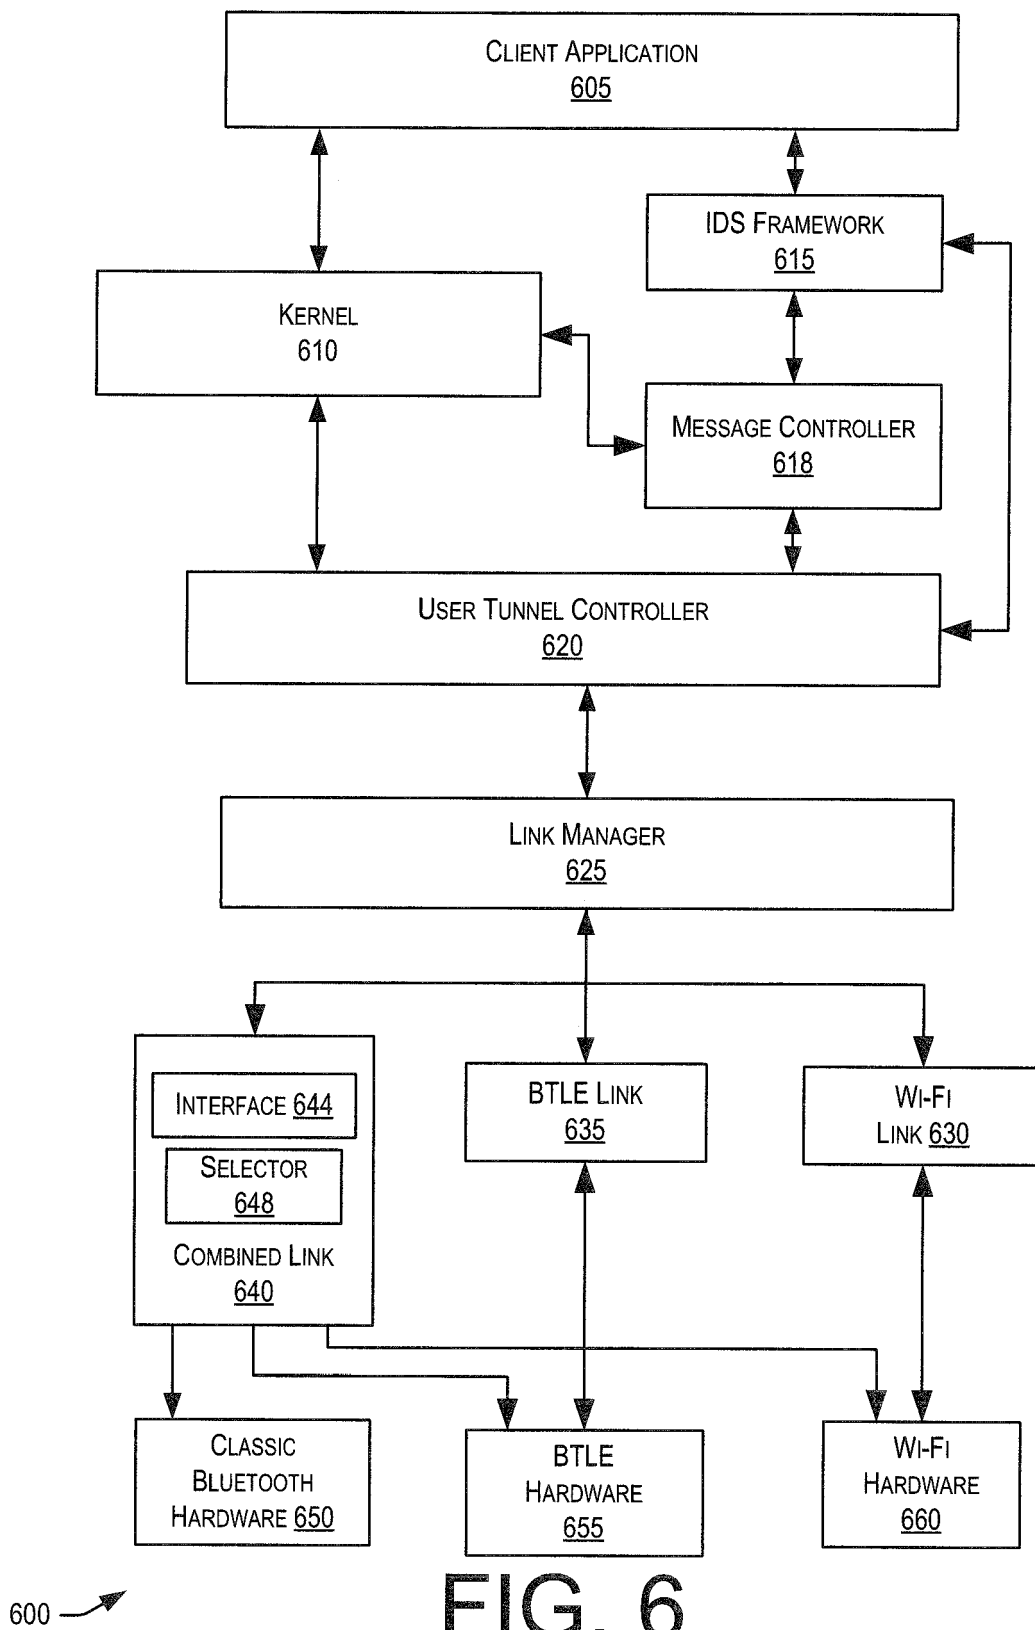 CLIENT APPLICATION
605
IDS FRAMEWORK
615
KERNEL
610
MESSAGE CONTROLLER
618
USER TUNNEL CONTROLLER
620
LINK MANAGER
625
INTERFACE 644
SELECTOR
648
COMBINED LINK
640
BTLE LINK
635
WI-FI
LINK 630
CLASSIC
BLUETOOTH
HARDWARE 650
BTLE
HARDWARE
655
WI-FI
HARDWARE
660
600
FIG. 6